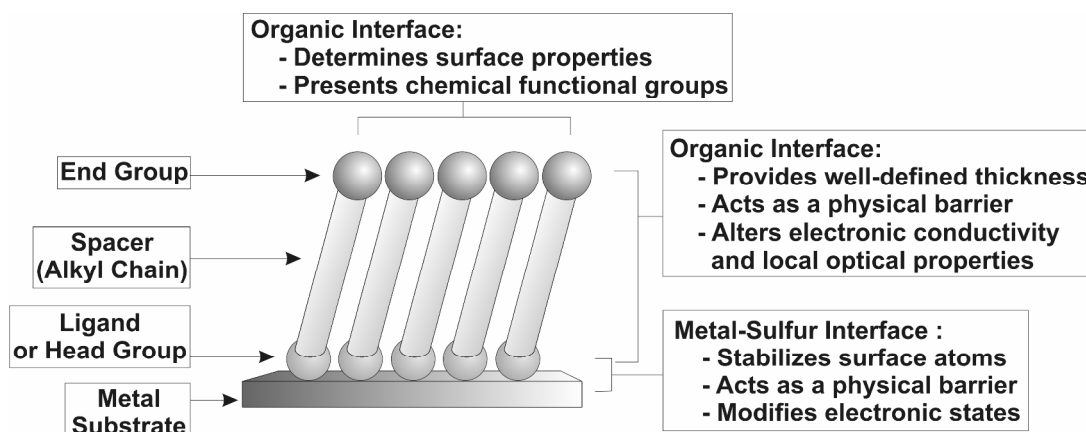 Organic Interface:
- Determines surface properties
- Presents chemical functional groups
End Group
Spacer
(Alkyl Chain)
Ligand
or Head Group
Metal
Substrate
Organic Interface:
- Provides well-defined thickness
- Acts as a physical barrier
- Alters electronic conductivity
and local optical properties
Metal-Sulfur Interface :
- Stabilizes surface atoms
- Acts as a physical barrier
- Modifies electronic states